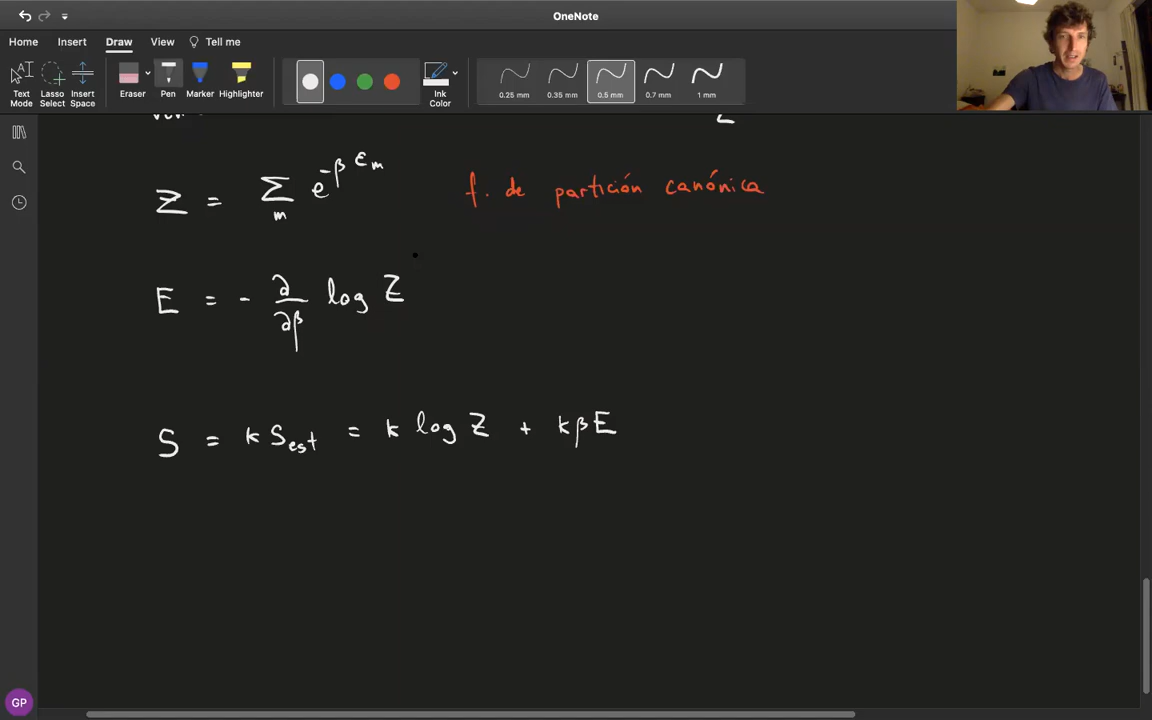 OneNote
Home Insert Draw View Tell me
Text Mode Lasso Select Insert Space Eraser Pen Marker Highlighter Ink Color 0.25 mm 0.35 mm 0.5 mm 0.7 mm 1 mm
Z = Σ_m e^{-β ε_m} f. de partición canónica
E = - ∂/∂β log Z
S = k S_est = k log Z + kβE
GP